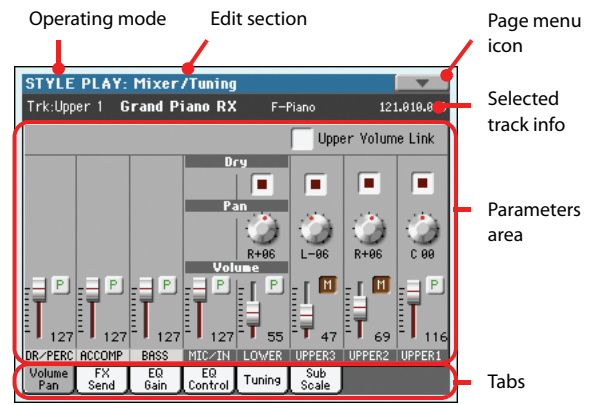 Operating mode
Edit section
Page menu
icon
STYLE PLAY: Mixer/Tuning
Trk:Upper 1 Grand Piano RX F-Piano
Selected
track info
Upper Volume Link
Dry
Pan
Parameters
area
R+06 L-06 R+06 C 00
Volume
P P P P P M M P
127 127 127 127 55 47 69 116
DR/PERC ACCOMP BASS MIC/IN LOWER UPPER3 UPPER2 UPPER1
Volume
Pan
FX
Send
EQ
Gain
EQ
Control
Tuning
Sub
Scale
Tabs